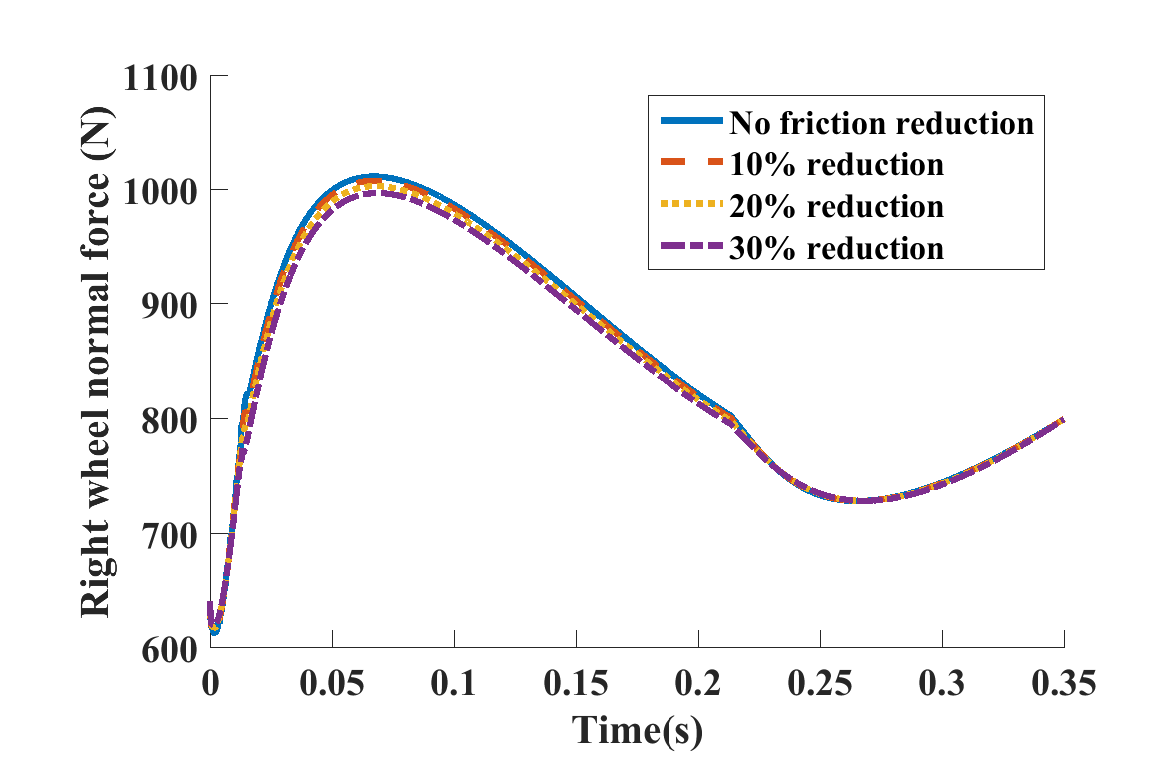 Right wheel normal force (N)
1100
1000
900
800
700
600
No friction reduction
10% reduction
20% reduction
30% reduction
0 0.05 0.1 0.15 0.2 0.25 0.3 0.35
Time(s)